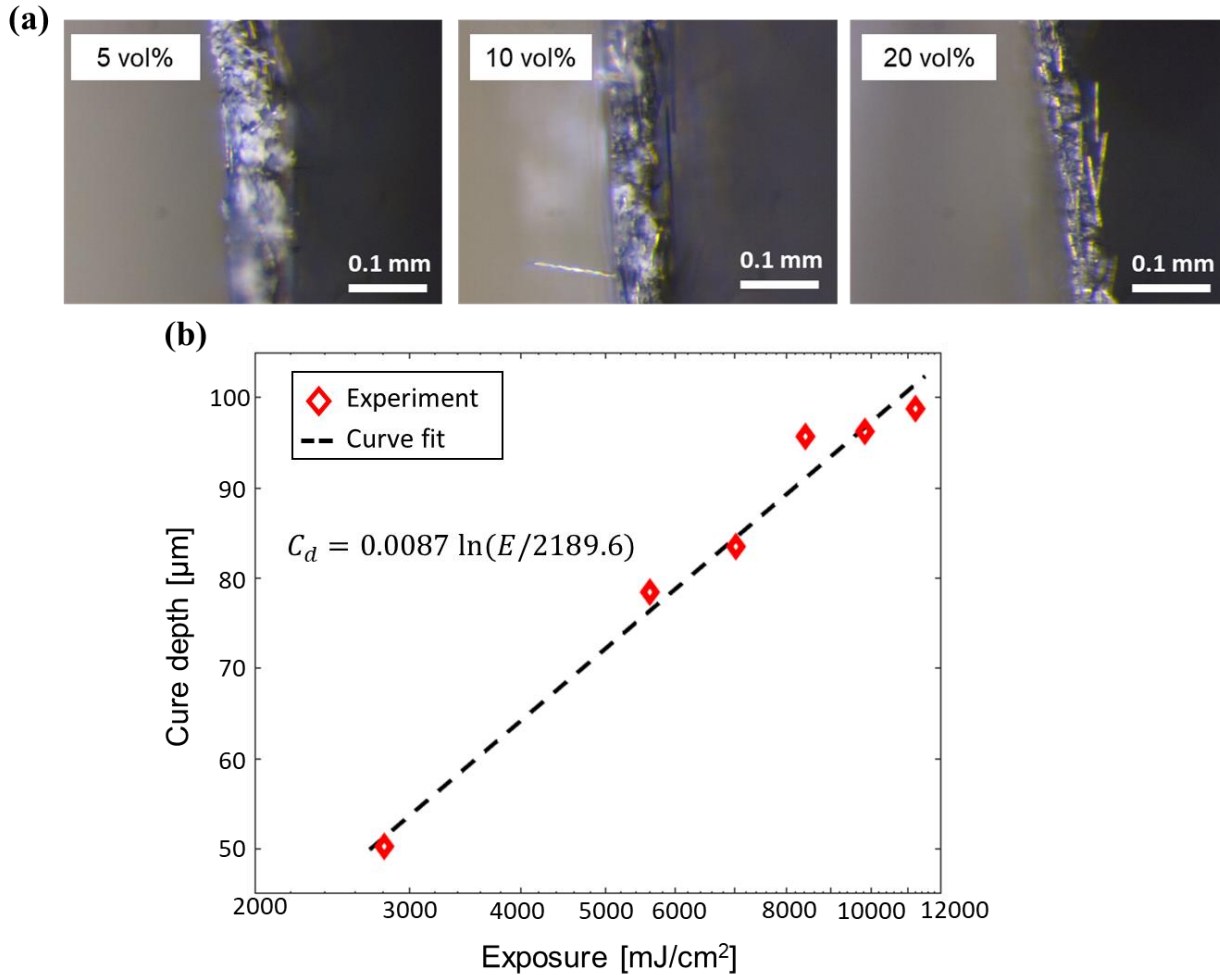 (a)
5 vol%
10 vol%
20 vol%
0.1 mm
0.1 mm
0.1 mm
(b)
Experiment
Curve fit
C_d = 0.0087 ln(E/2189.6)
Cure depth [µm]
100
90
80
70
60
50
2000
3000
4000
5000
6000
8000
10000
12000
Exposure [mJ/cm²]